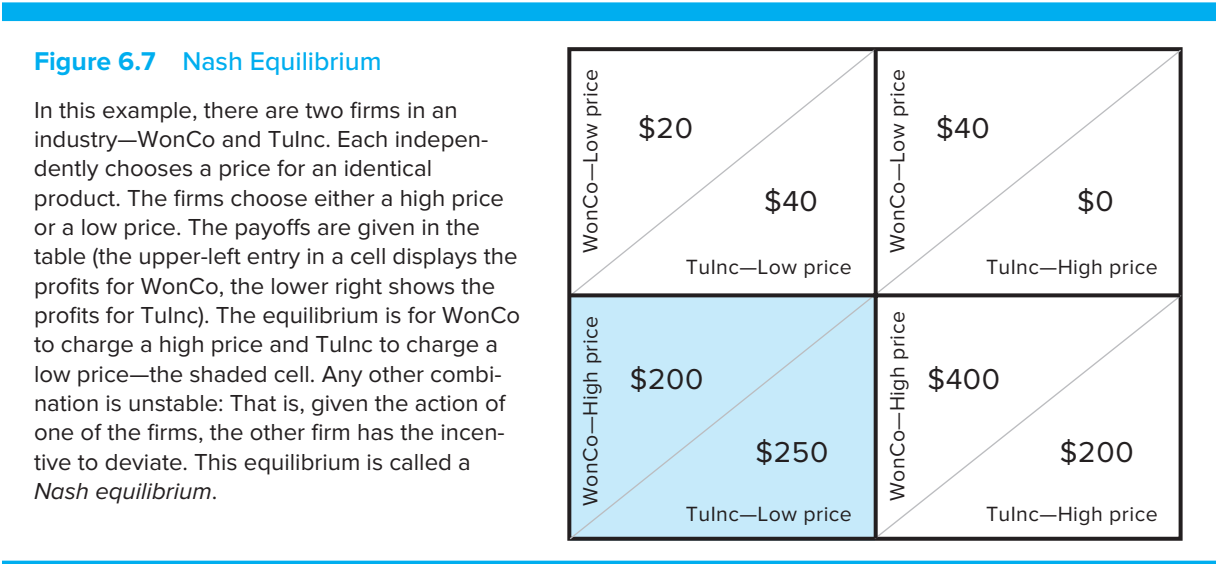 Figure 6.7 Nash Equilibrium
In this example, there are two firms in an
industry—WonCo and TuInc. Each indepen-
dently chooses a price for an identical
product. The firms choose either a high price
or a low price. The payoffs are given in the
table (the upper-left entry in a cell displays the
profits for WonCo, the lower right shows the
profits for TuInc). The equilibrium is for WonCo
to charge a high price and TuInc to charge a
low price—the shaded cell. Any other combi-
nation is unstable: That is, given the action of
one of the firms, the other firm has the incen-
tive to deviate. This equilibrium is called a
Nash equilibrium.
WonCo—Low price
$20
$40
TuInc—Low price
WonCo—Low price
$40
$0
TuInc—High price
WonCo—High price
$200
$250
TuInc—Low price
WonCo—High price
$400
$200
TuInc—High price